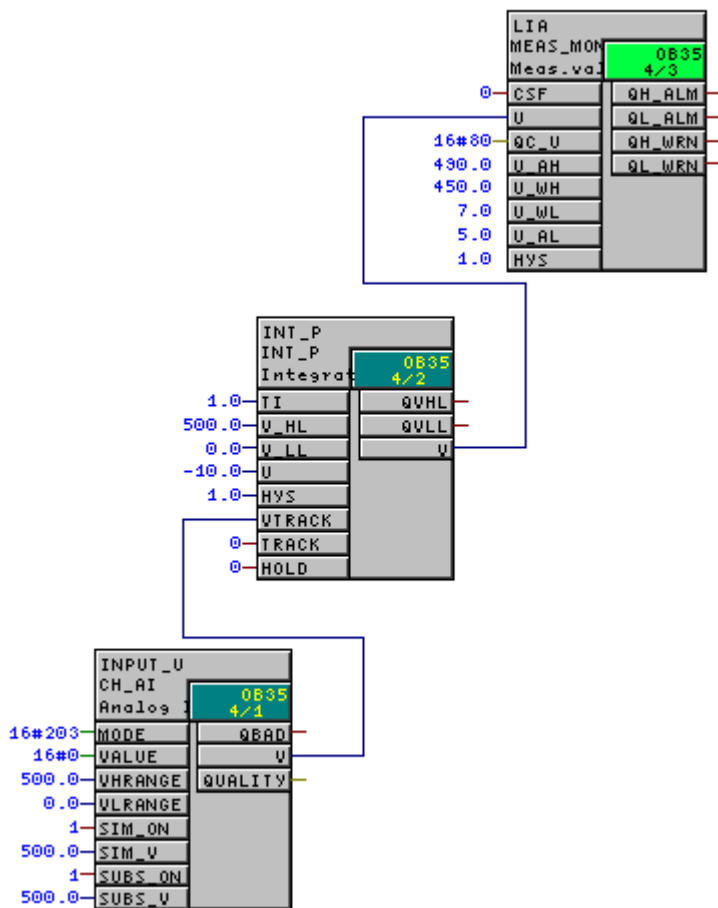 LIA
MEAS_MON
Meas.val
OB35
4/3
0 CSF QH_ALM
U QL_ALM
16#80 QC_U QH_WRN
490.0 U_AH QL_WRN
450.0 U_WH
7.0 U_WL
5.0 U_AL
1.0 HYS
INT_P
INT_P
Integrat
OB35
4/2
1.0 TI QVHL
500.0 V_HL QVLL
0.0 V_LL V
-10.0 U
1.0 HYS
VTRACK
0 TRACK
0 HOLD
INPUT_U
CH_AI
Analog
OB35
4/1
16#203 MODE QBAD
16#0 VALUE V
500.0 VHRANGE QUALITY
0.0 VLRANGE
1 SIM_ON
500.0 SIM_V
1 SUBS_ON
500.0 SUBS_V